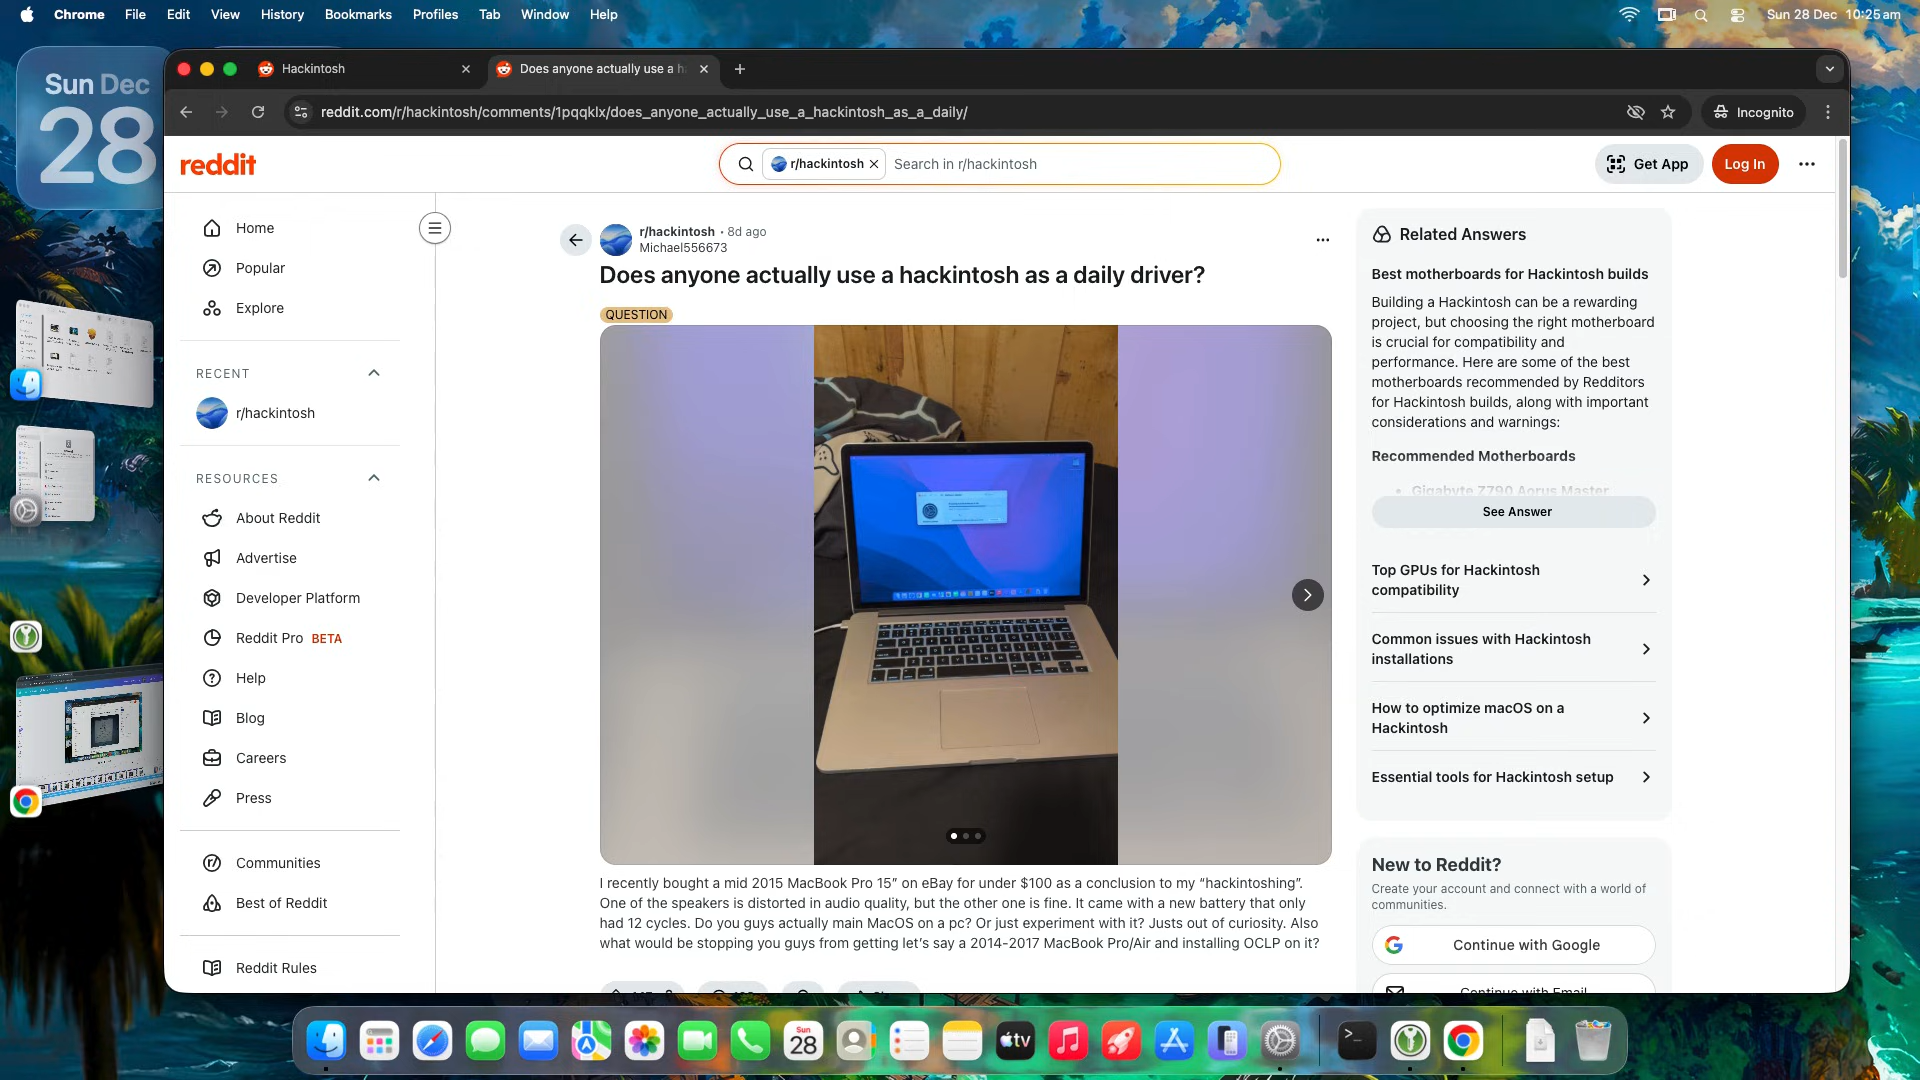 Chrome File Edit View History Bookmarks Profiles Tab Window Help
Sun 28 Dec 10:25 am
Sun Dec
28
Hackintosh
Does anyone actually use a h
reddit.com/r/hackintosh/comments/1pqqklx/does_anyone_actually_use_a_hackintosh_as_a_daily/
Incognito
reddit
r/hackintosh
Search in r/hackintosh
Get App
Log In
Home
Popular
Explore
RECENT
r/hackintosh
RESOURCES
About Reddit
Advertise
Developer Platform
Reddit Pro BETA
Help
Blog
Careers
Press
Communities
Best of Reddit
Reddit Rules
r/hackintosh • 8d ago
Michael556673
Does anyone actually use a hackintosh as a daily driver?
QUESTION
I recently bought a mid 2015 MacBook Pro 15” on eBay for under $100 as a conclusion to my “hackintoshing”.
One of the speakers is distorted in audio quality, but the other one is fine. It came with a new battery that only
had 12 cycles. Do you guys actually main MacOS on a pc? Or just experiment with it? Justs out of curiosity. Also
what would be stopping you guys from getting let’s say a 2014-2017 MacBook Pro/Air and installing OCLP on it?
Related Answers
Best motherboards for Hackintosh builds
Building a Hackintosh can be a rewarding
project, but choosing the right motherboard
is crucial for compatibility and
performance. Here are some of the best
motherboards recommended by Redditors
for Hackintosh builds, along with important
considerations and warnings:
Recommended Motherboards
• Gigabyte Z790 Aorus Master
See Answer
Top GPUs for Hackintosh
compatibility
Common issues with Hackintosh
installations
How to optimize macOS on a
Hackintosh
Essential tools for Hackintosh setup
New to Reddit?
Create your account and connect with a world of
communities.
Continue with Google
Continue with Email
Sun
28
tv